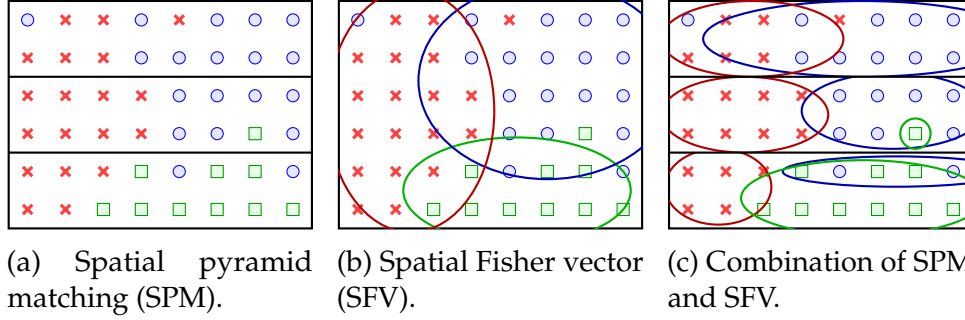 (a) Spatial pyramid
matching (SPM).
(b) Spatial Fisher vector
(SFV).
(c) Combination of SPM
and SFV.